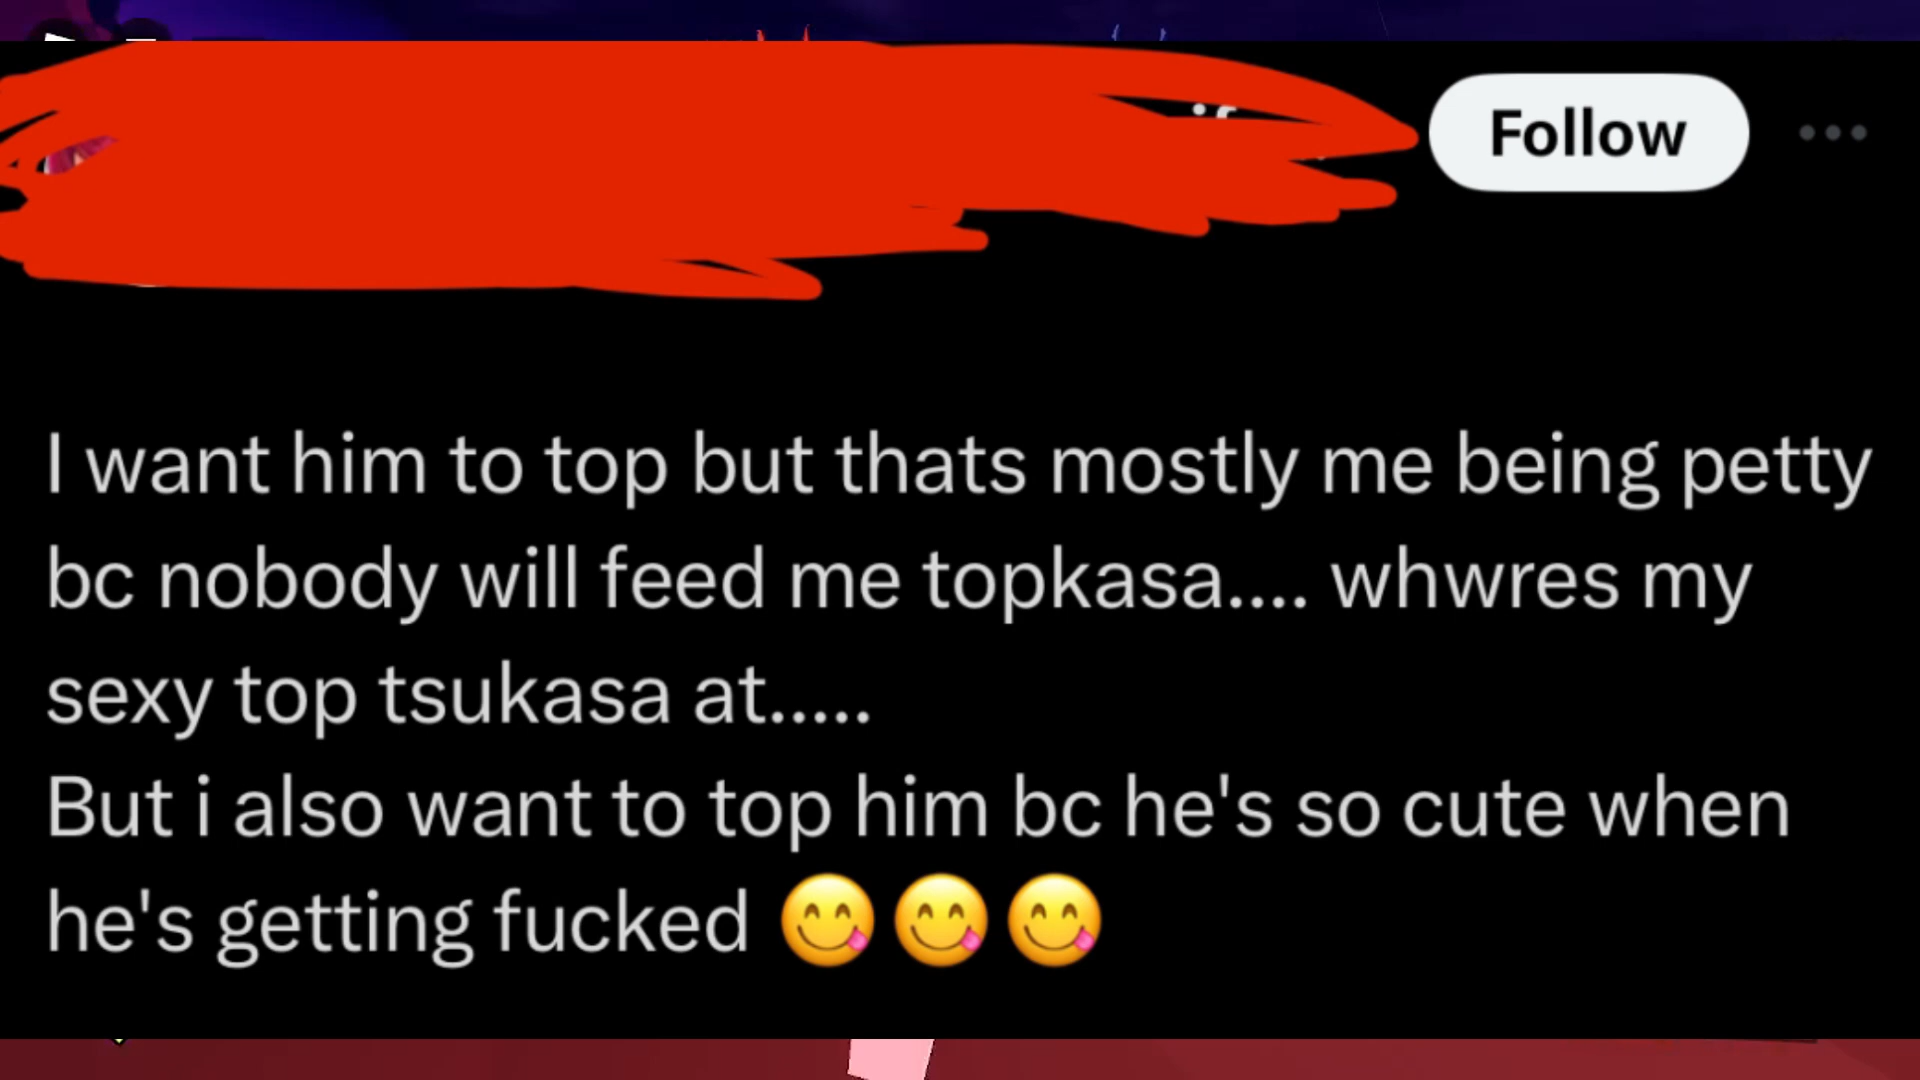 Follow
I want him to top but thats mostly me being petty
bc nobody will feed me topkasa.... whwres my
sexy top tsukasa at.....
But i also want to top him bc he's so cute when
he's getting fucked 😋😋😋